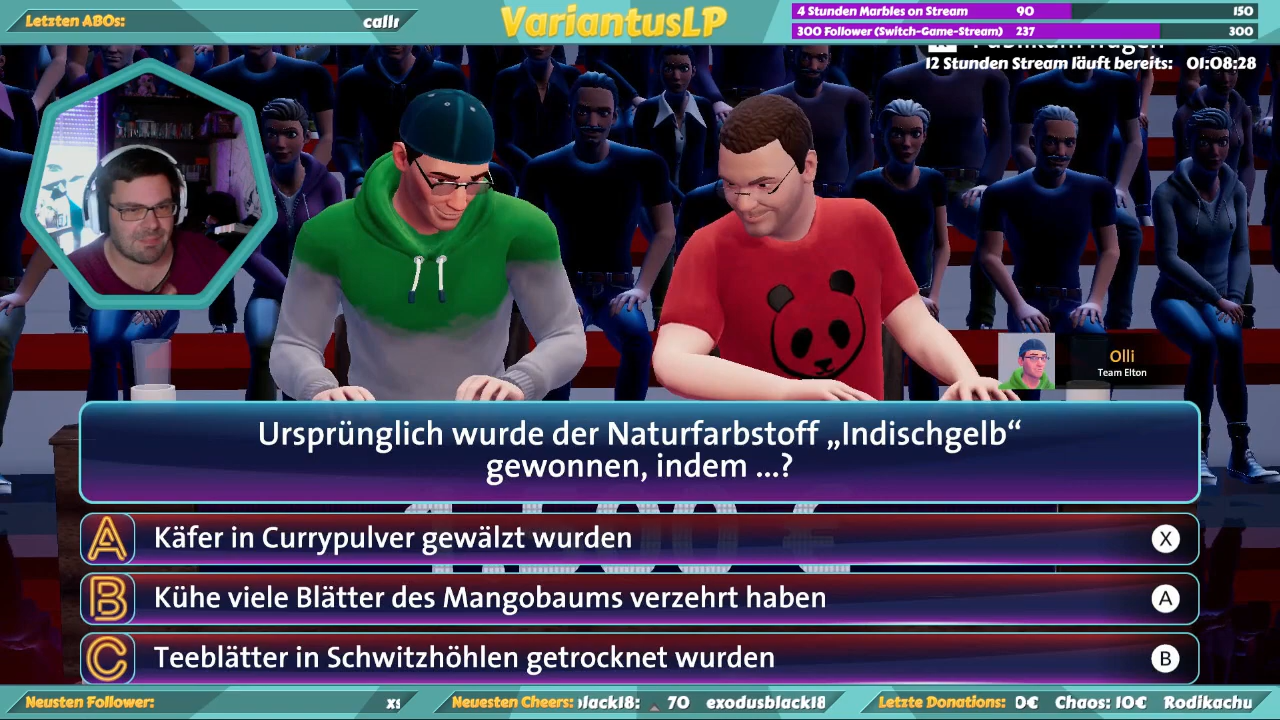 Letzten ABOs:
callr
VariantusLP
4 Stunden Marbles on Stream 90 150
300 Follower (Switch-Game-Stream) 237 300
12 Stunden Stream läuft bereits: 01:08:28
Olli
Team Elton
Ursprünglich wurde der Naturfarbstoff „Indischgelb“
gewonnen, indem ...?
A Käfer in Currypulver gewälzt wurden X
B Kühe viele Blätter des Mangobaums verzehrt haben A
C Teeblätter in Schwitzhöhlen getrocknet wurden B
Neusten Follower:
xs
Neuesten Cheers: black18: 70 exodusblack18
Letzte Donations: 0€ Chaos: 10€ Rodikachu